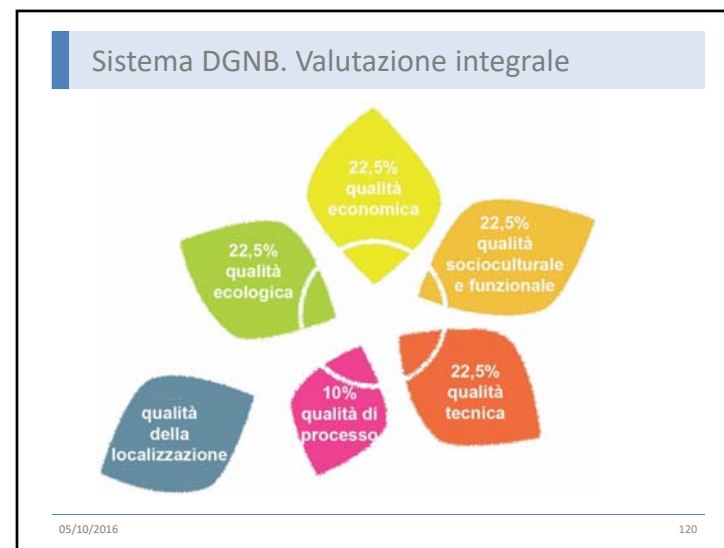 Sistema DGNB. Valutazione integrale
22,5%
qualità
economica
22,5%
qualità
socioculturale
e funzionale
22,5%
qualità
ecologica
22,5%
qualità
tecnica
10%
qualità di
processo
qualità
della
localizzazione
05/10/2016
120